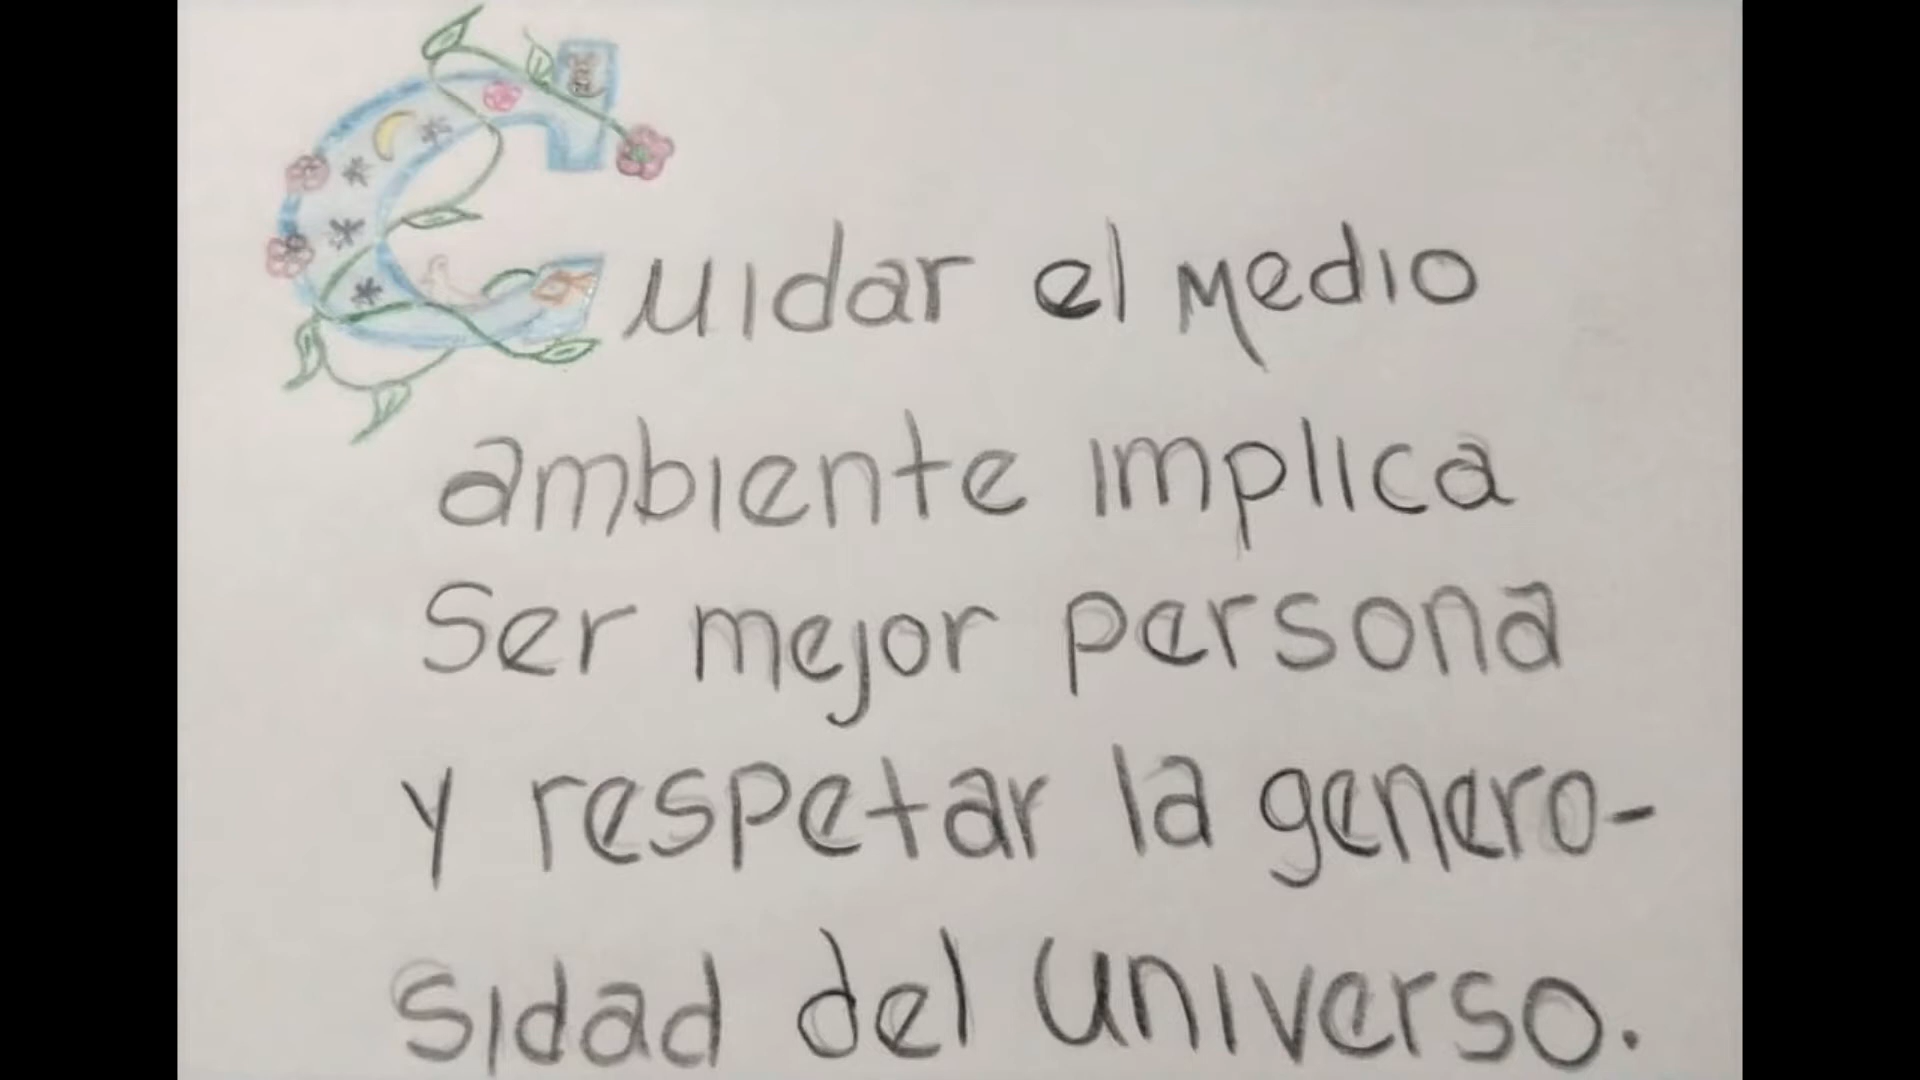 Cuidar el medio
ambiente implica
Ser mejor persona
y respetar la genero-
sidad del universo.